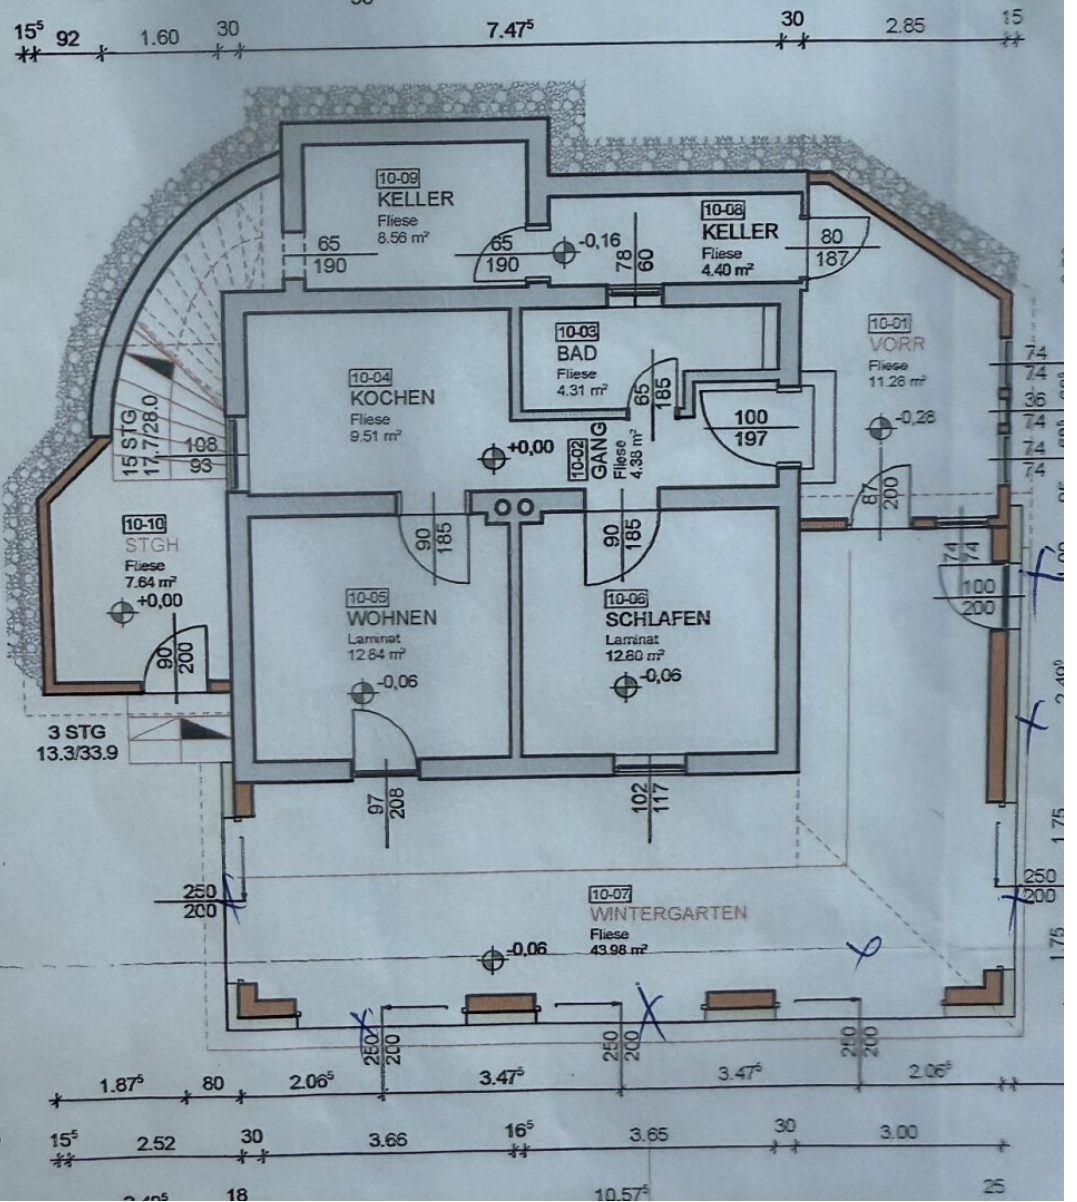 15⁵ 92 1.60 30 7.47⁵ 30 2.85 15
10-09
KELLER
Fliese
8.56 m²
65
190
65
190
-0,16
78
60
10-08
KELLER
Fliese
4.40 m²
80
187
10-01
VORR
Fliese
11.26 m²
-0,26
74
74
36
74
74
74
10-03
BAD
Fliese
4.31 m²
65
185
100
197
10-04
KOCHEN
Fliese
9.51 m²
+0,00
10-02
GANG
Fliese
4.38 m²
15 STG
17.7/28.0
108
93
87
200
90
185
90
185
74
74
100
200
10-10
STGH
Fliese
7.64 m²
+0,00
90
200
10-05
WOHNEN
Laminat
12.84 m²
-0,06
10-06
SCHLAFEN
Laminat
12.80 m²
-0,06
3 STG
13.3/33.9
97
208
102
117
1.75
250
200
250
200
1.75
10-07
WINTERGARTEN
Fliese
43.98 m²
-0,06
250
200
250
200
250
200
1.87⁵ 80 2.06⁵ 3.47⁵ 3.47⁵ 2.06⁵
15⁵ 2.52 30 3.66 16⁵ 3.65 30 3.00
18 10.57⁵ 25